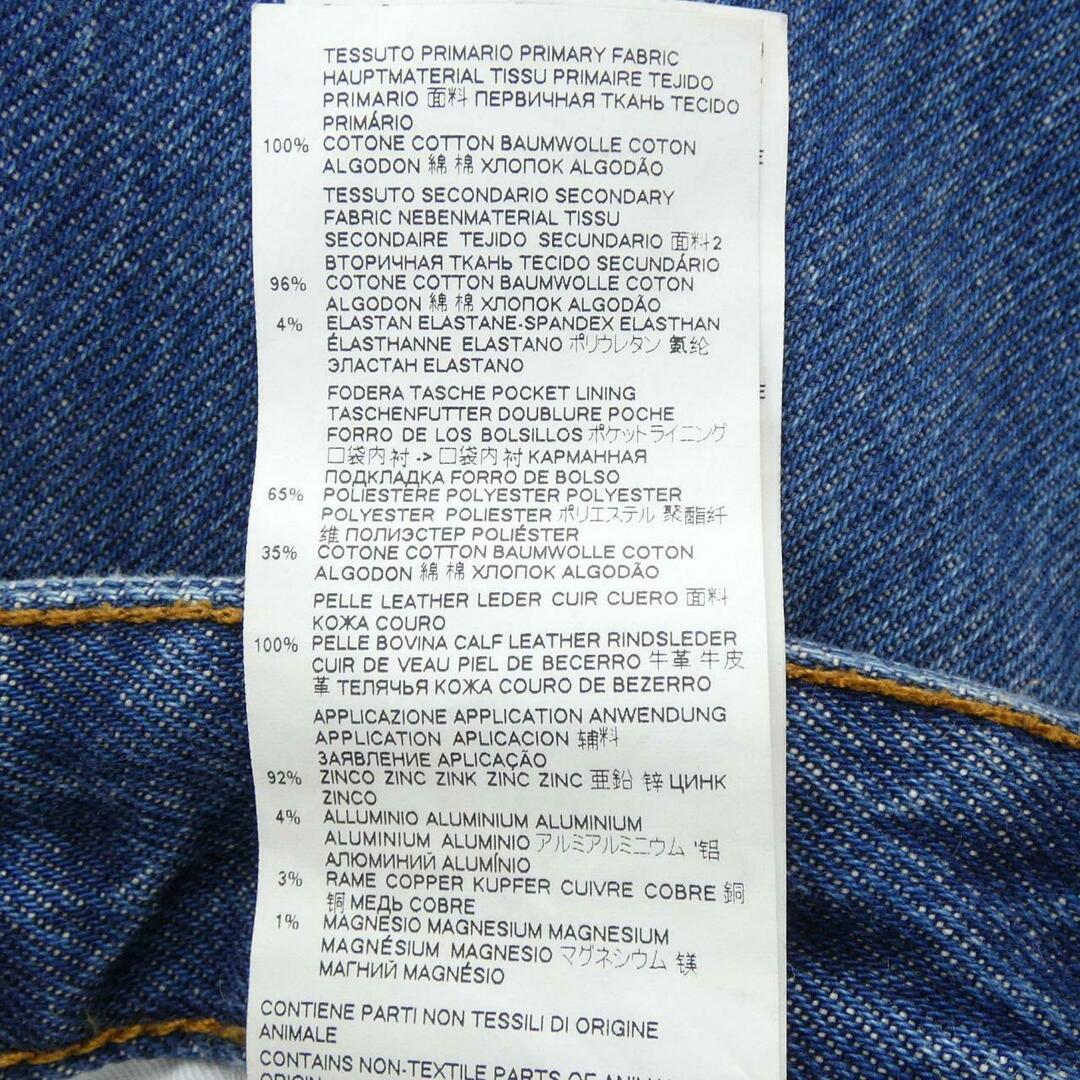 TESSUTO PRIMARIO PRIMARY FABRIC
HAUPTMATERIAL TISSU PRIMAIRE TEJIDO
PRIMARIO 面料 ПЕРВИЧНАЯ ТКАНЬ TECIDO
PRIMÁRIO
100% COTONE COTTON BAUMWOLLE COTON
ALGODON 綿 棉 ХЛОПОК ALGODÃO
TESSUTO SECONDARIO SECONDARY
FABRIC NEBENMATERIAL TISSU
SECONDAIRE TEJIDO SECUNDARIO 面料2
ВТОРИЧНАЯ ТКАНЬ TECIDO SECUNDÁRIO
96% COTONE COTTON BAUMWOLLE COTON
ALGODON 綿 棉 ХЛОПОК ALGODÃO
4% ELASTAN ELASTANE-SPANDEX ELASTHAN
ÉLASTHANNE ELASTANO ポリウレタン 氨纶
ЭЛАСТАН ELASTANO
FODERA TASCHE POCKET LINING
TASCHENFUTTER DOUBLURE POCHE
FORRO DE LOS BOLSILLOS ポケットライニング
口袋内衬 -> 口袋内衬 КАРМАННАЯ
ПОДКЛАДКА FORRO DE BOLSO
65% POLIESTERE POLYESTER POLYESTER
POLYESTER POLIESTER ポリエステル 聚酯纤
维 ПОЛИЭСТЕР POLIÉSTER
35% COTONE COTTON BAUMWOLLE COTON
ALGODON 綿 棉 ХЛОПОК ALGODÃO
PELLE LEATHER LEDER CUIR CUERO 面料
КОЖА COURO
100% PELLE BOVINA CALF LEATHER RINDSLEDER
CUIR DE VEAU PIEL DE BECERRO 牛革 牛皮
革 ТЕЛЯЧЬЯ КОЖА COURO DE BEZERRO
APPLICAZIONE APPLICATION ANWENDUNG
APPLICATION APLICACION 辅料
ЗАЯВЛЕНИЕ APLICAÇÃO
92% ZINCO ZINC ZINK ZINC ZINC 亜鉛 锌 ЦИНК
ZINCO
4% ALLUMINIO ALUMINIUM ALUMINIUM
ALUMINIUM ALUMINIO アルミアルミニウム '铝
АЛЮМИНИЙ ALUMÍNIO
3% RAME COPPER KUPFER CUIVRE COBRE 銅
铜 МЕДЬ COBRE
1% MAGNESIO MAGNESIUM MAGNESIUM
MAGNÉSIUM MAGNESIO マグネシウム 镁
МАГНИЙ MAGNÉSIO
CONTIENE PARTI NON TESSILI DI ORIGINE
ANIMALE
CONTAINS NON-TEXTILE PARTS OF
ORIGIN